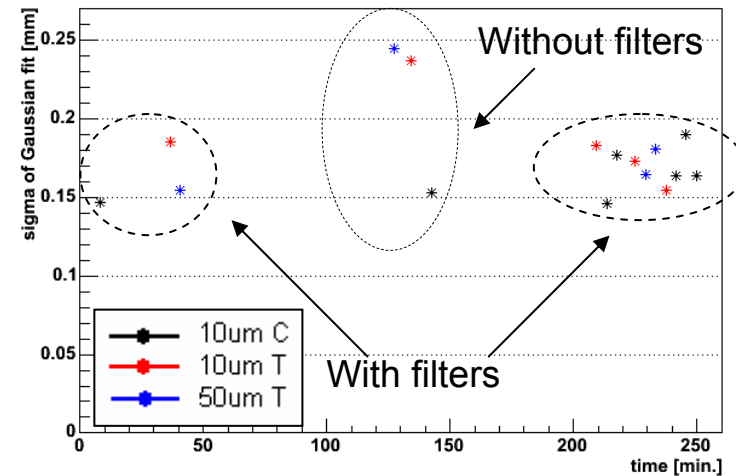 sigma of Gaussian fit [mm]
0.25
0.2
0.15
0.1
0.05
0
Without filters
With filters
10um C
10um T
50um T
0 50 100 150 200 250
time [min.]